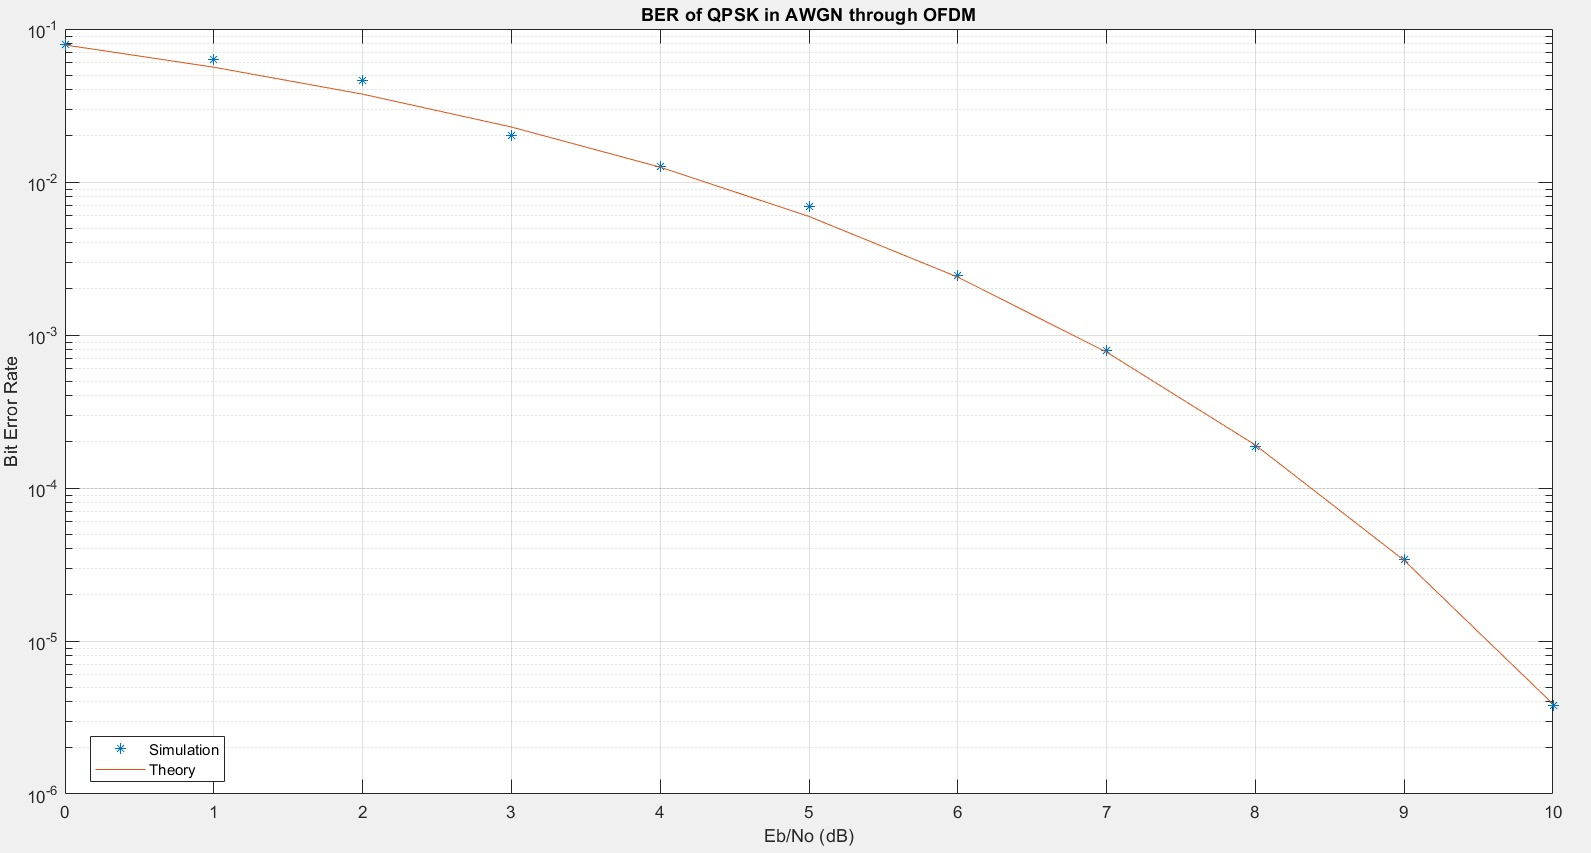 BER of QPSK in AWGN through OFDM
10^-1
10^-2
10^-3
10^-4
10^-5
10^-6
Bit Error Rate
Simulation
Theory
0 1 2 3 4 5 6 7 8 9 10
Eb/No (dB)